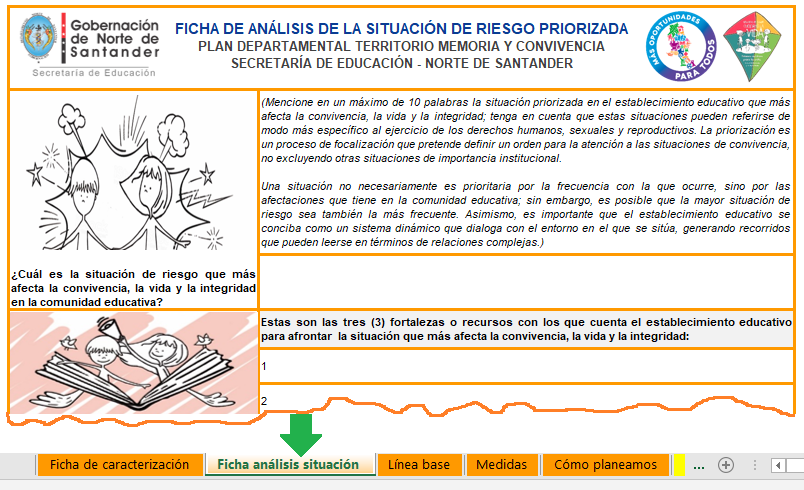 Gobernación
de Norte de
Santander
Secretaría de Educación
FICHA DE ANÁLISIS DE LA SITUACIÓN DE RIESGO PRIORIZADA
PLAN DEPARTAMENTAL TERRITORIO MEMORIA Y CONVIVENCIA
SECRETARÍA DE EDUCACIÓN - NORTE DE SANTANDER
MÁS OPORTUNIDADES
PARA TODOS
(Mencione en un máximo de 10 palabras la situación priorizada en el establecimiento educativo que más
afecta la convivencia, la vida y la integridad; tenga en cuenta que estas situaciones pueden referirse de
modo más específico al ejercicio de los derechos humanos, sexuales y reproductivos. La priorización es
un proceso de focalización que pretende definir un orden para la atención a las situaciones de convivencia,
no excluyendo otras situaciones de importancia institucional.
Una situación no necesariamente es prioritaria por la frecuencia con la que ocurre, sino por las
afectaciones que tiene en la comunidad educativa; sin embargo, es posible que la mayor situación de
riesgo sea también la más frecuente. Asimismo, es importante que el establecimiento educativo se
conciba como un sistema dinámico que dialoga con el entorno en el que se sitúa, generando recorridos
que pueden leerse en términos de relaciones complejas.)
¿Cuál es la situación de riesgo que más
afecta la convivencia, la vida y la integridad
en la comunidad educativa?
Estas son las tres (3) fortalezas o recursos con los que cuenta el establecimiento educativo
para afrontar la situación que más afecta la convivencia, la vida y la integridad:
1
2
Ficha de caracterización
Ficha análisis situación
Línea base
Medidas
Cómo planeamos
...